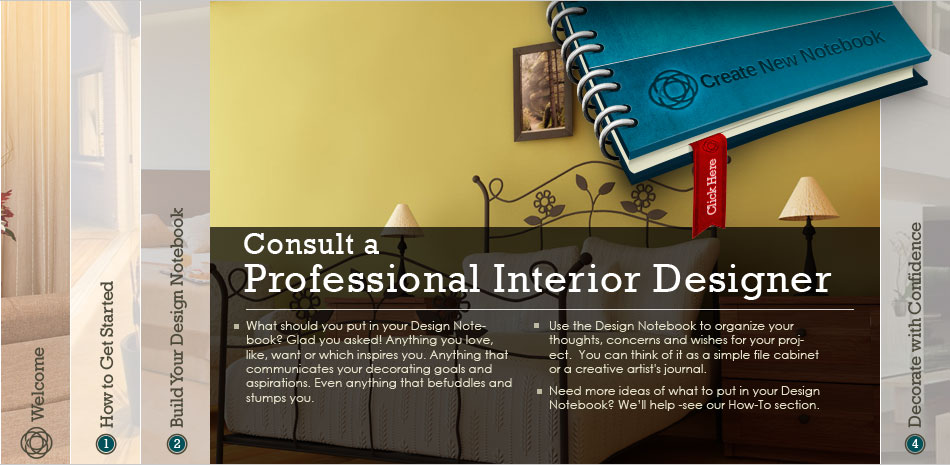 Welcome
1 How to Get Started
2 Build Your Design Notebook
Create New Notebook
Click Here
Consult a
Professional Interior Designer
What should you put in your Design Note-
book? Glad you asked! Anything you love,
like, want or which inspires you. Anything that
communicates your decorating goals and
aspirations. Even anything that befuddles and
stumps you.
Use the Design Notebook to organize your
thoughts, concerns and wishes for your proj-
ect. You can think of it as a simple file cabinet
or a creative artist's journal.
Need more ideas of what to put in your Design
Notebook? We'll help -see our How-To section.
4 Decorate with Confidence